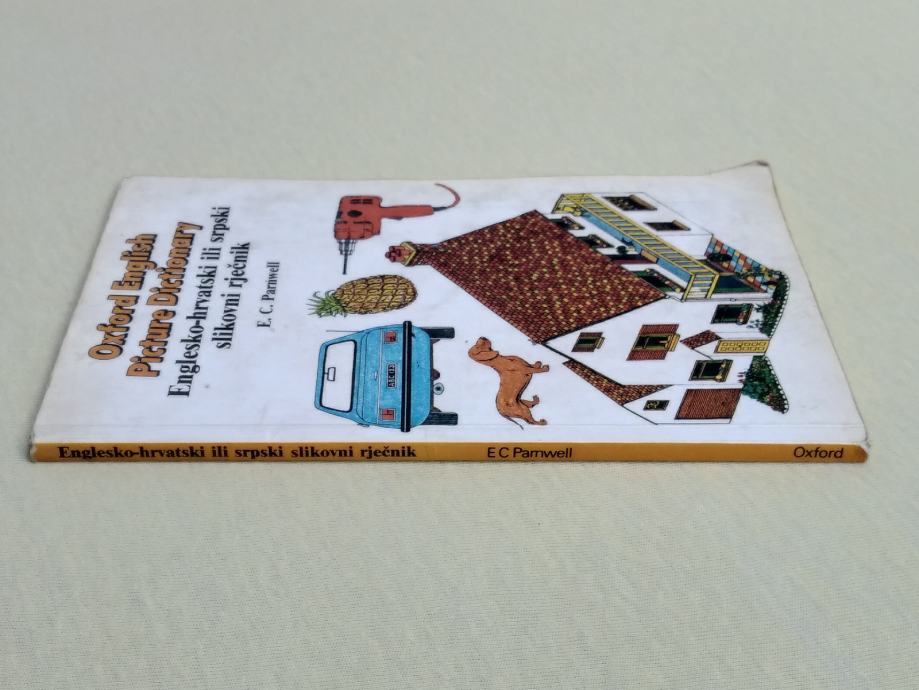 Oxford English
Picture Dictionary
Englesko-hrvatski ili srpski
slikovni rječnik
E. C. Parnwell
Englesko-hrvatski ili srpski slikovni rječnik
E C Parnwell
Oxford